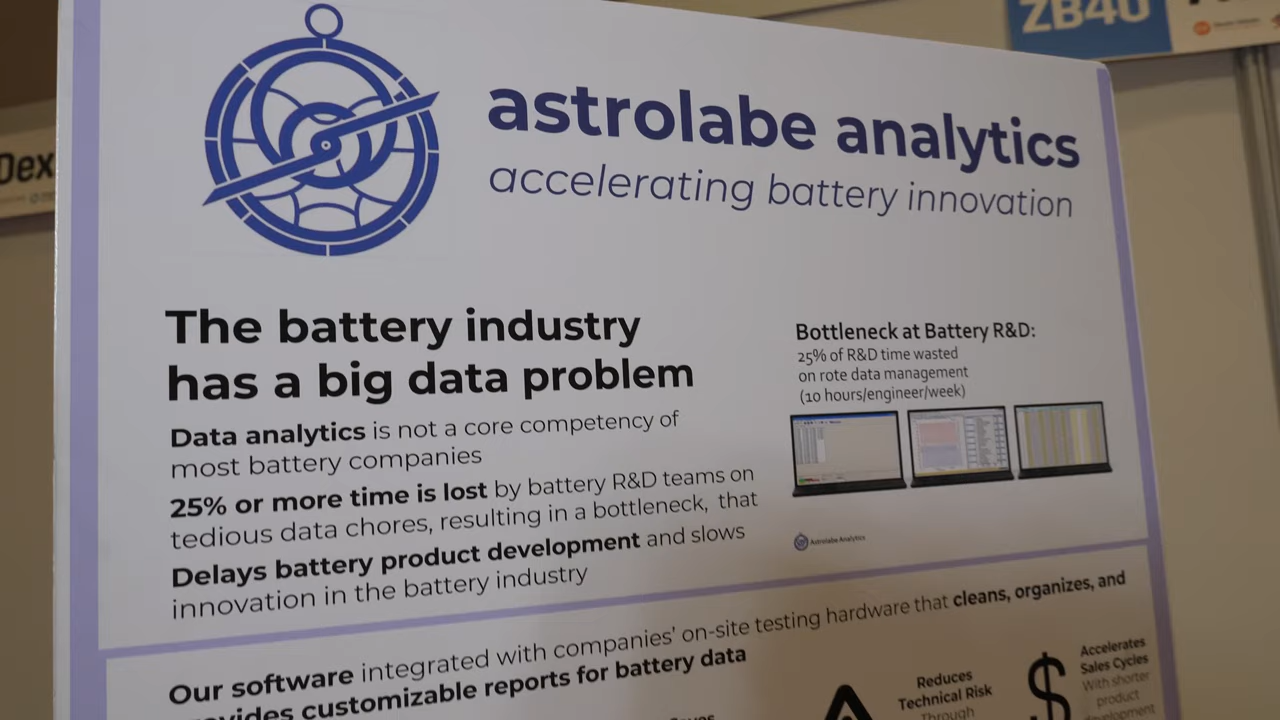 ZB40
Dex
astrolabe analytics
accelerating battery innovation
The battery industry
has a big data problem
Data analytics is not a core competency of
most battery companies
25% or more time is lost by battery R&D teams on
tedious data chores, resulting in a bottleneck, that
Delays battery product development and slows
innovation in the battery industry
Bottleneck at Battery R&D:
25% of R&D time wasted
on rote data management
(10 hours/engineer/week)
Astrolabe Analytics
Our software integrated with companies' on-site testing hardware that cleans, organizes, and
provides customizable reports for battery data
Reduces
Technical Risk
Through
$
Accelerates
Sales Cycles
With shorter
product
development